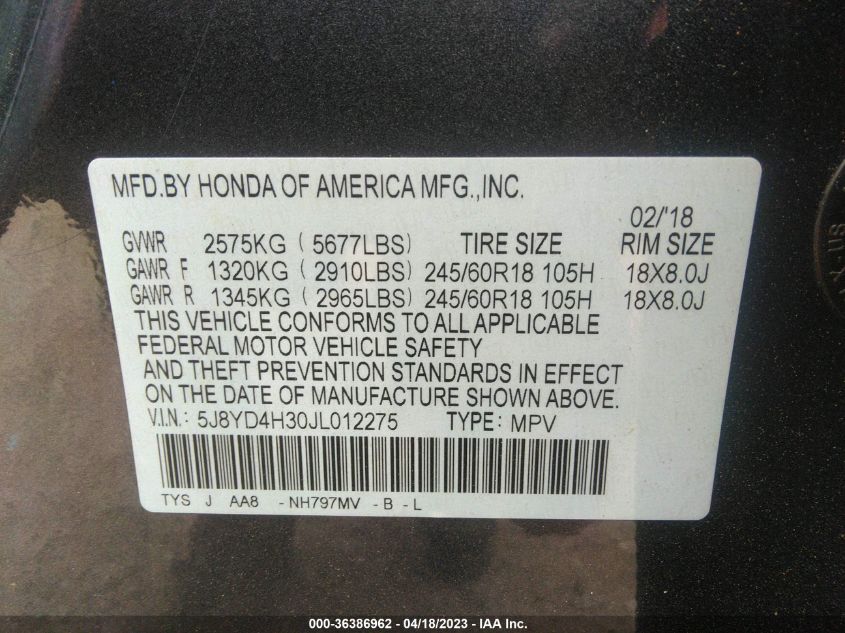 MFD.BY HONDA OF AMERICA MFG.,INC.
02/'18
GVWR 2575KG ( 5677LBS) TIRE SIZE RIM SIZE
GAWR F 1320KG ( 2910LBS) 245/60R18 105H 18X8.0J
GAWR R 1345KG ( 2965LBS) 245/60R18 105H 18X8.0J
THIS VEHICLE CONFORMS TO ALL APPLICABLE
FEDERAL MOTOR VEHICLE SAFETY
AND THEFT PREVENTION STANDARDS IN EFFECT
ON THE DATE OF MANUFACTURE SHOWN ABOVE.
V.I.N.: 5J8YD4H30JL012275 TYPE: MPV
TYS J AA8 -NH797MV -B -L
000-36386962 - 04/18/2023 - IAA Inc.